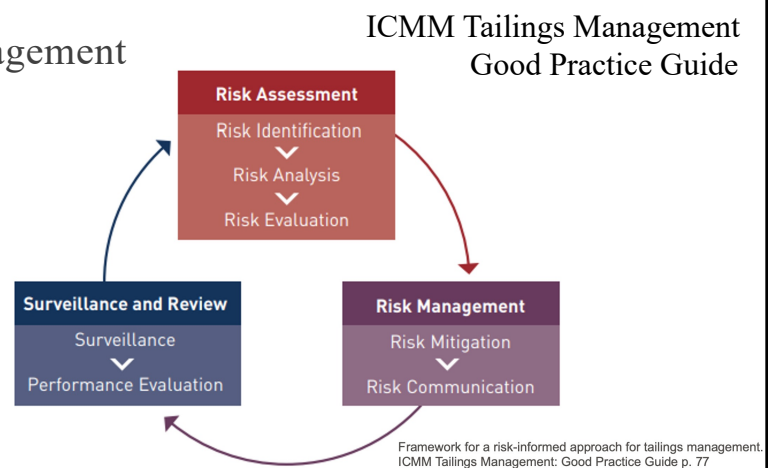 ICMM Tailings Management
Good Practice Guide
Risk Assessment
Risk Identification
Risk Analysis
Risk Evaluation
Surveillance and Review
Surveillance
Performance Evaluation
Risk Management
Risk Mitigation
Risk Communication
Framework for a risk-informed approach for tailings management.
ICMM Tailings Management: Good Practice Guide p. 77